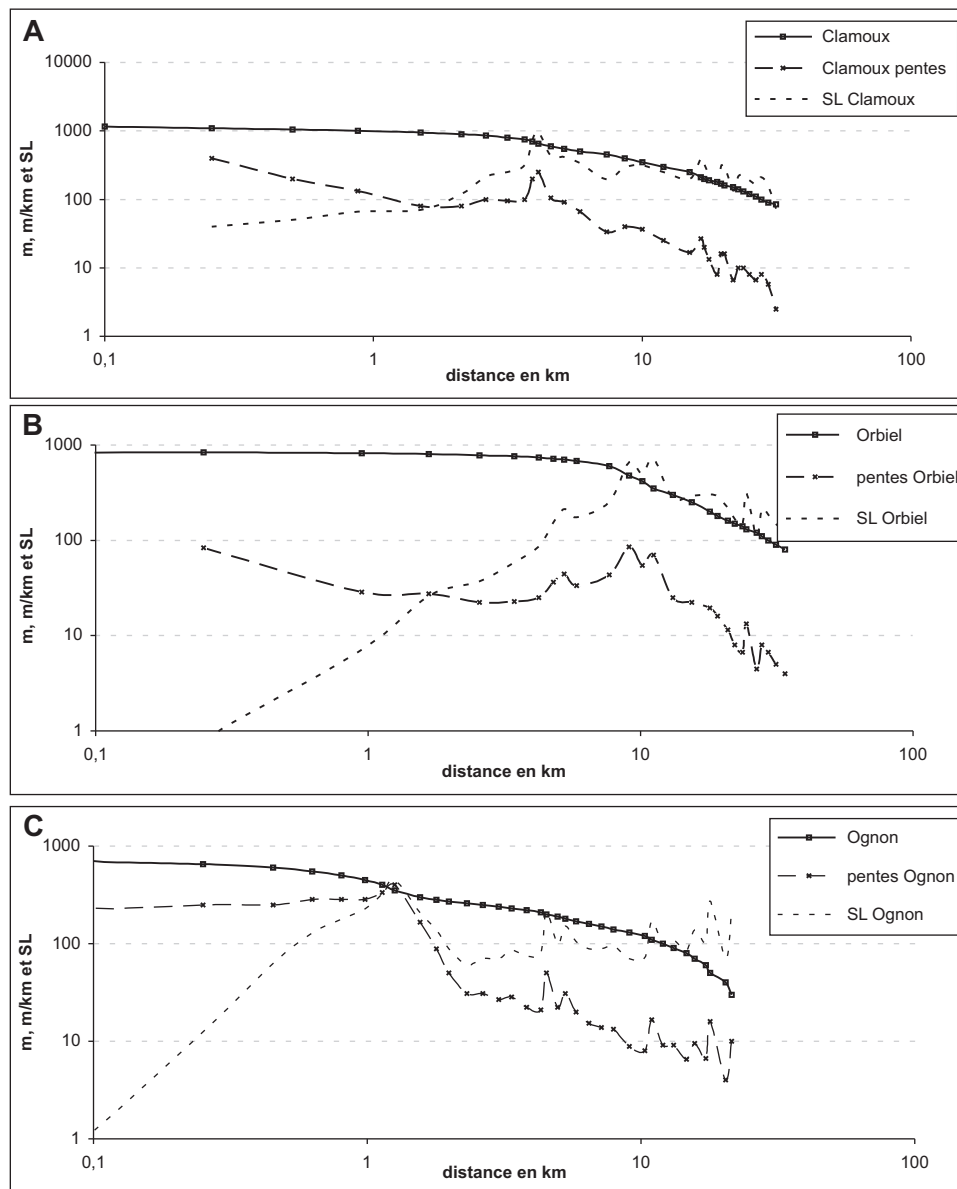 A
Clamoux
Clamoux pentes
SL Clamoux
m, m/km et SL
10000
1000
100
10
1
0,1
1
10
100
distance en km
B
Orbiel
pentes Orbiel
SL Orbiel
m, m/km et SL
1000
100
10
1
0,1
1
10
100
distance en km
C
Ognon
pentes Ognon
SL Ognon
m, m/km et SL
1000
100
10
1
0,1
1
10
100
distance en km